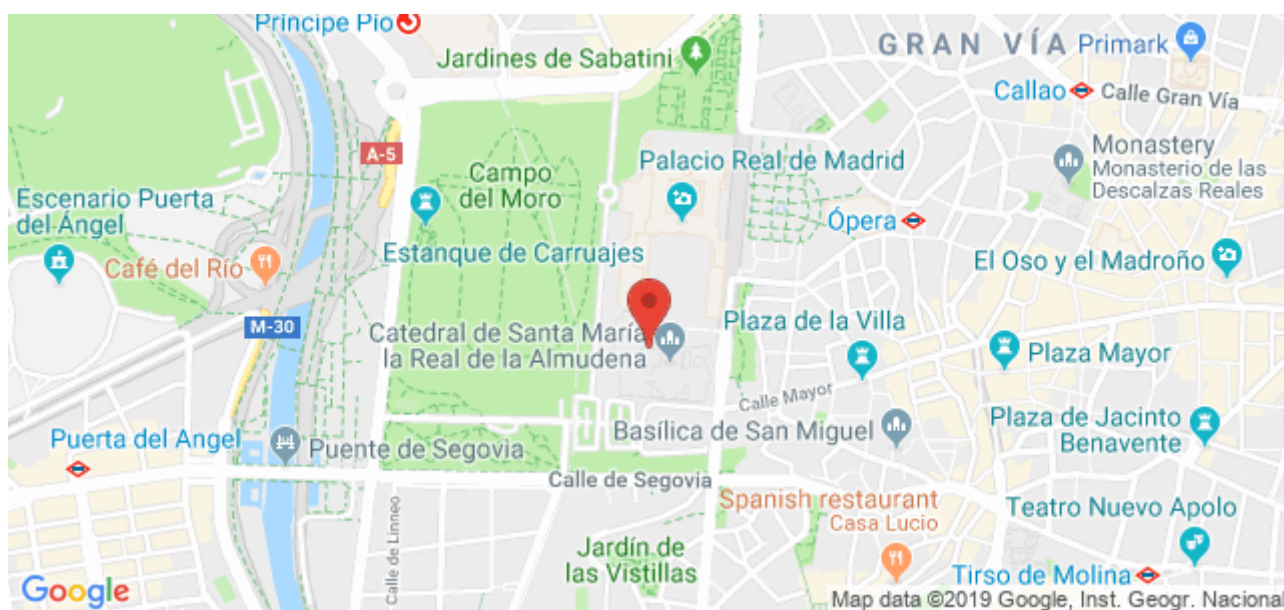 Príncipe Pío
Jardines de Sabatini
GRAN VÍA
Primark
Callao
Calle Gran Vía
A-5
Campo
del Moro
Palacio Real de Madrid
Monastery
Monasterio de las
Descalzas Reales
Escenario Puerta
del Ángel
Café del Río
Estanque de Carruajes
Ópera
El Oso y el Madroño
M-30
Catedral de Santa María
la Real de la Almudena
Plaza de la Villa
Plaza Mayor
Calle Mayor
Puerta del Angel
Puente de Segovia
Basílica de San Miguel
Plaza de Jacinto
Benavente
Calle de Segovia
Spanish restaurant
Casa Lucio
Teatro Nuevo Apolo
Calle de Linneo
Jardín de
las Vistillas
Tirso de Molina
Google
Map data ©2019 Google, Inst. Geogr. Nacional